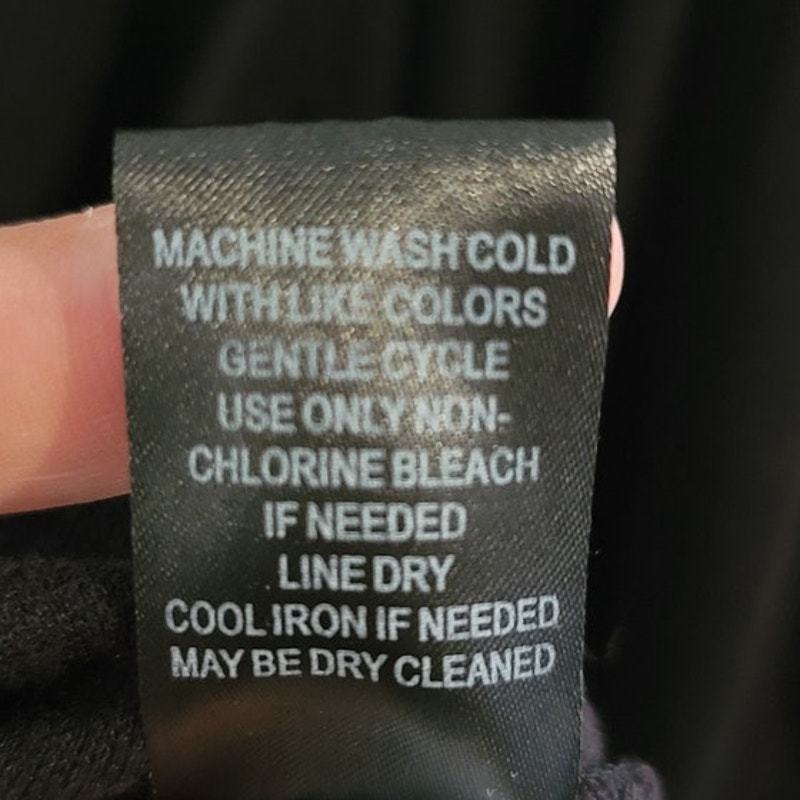 MACHINE WASH COLD
WITH LIKE COLORS
GENTLE CYCLE
USE ONLY NON-
CHLORINE BLEACH
IF NEEDED
LINE DRY
COOL IRON IF NEEDED
MAY BE DRY CLEANED